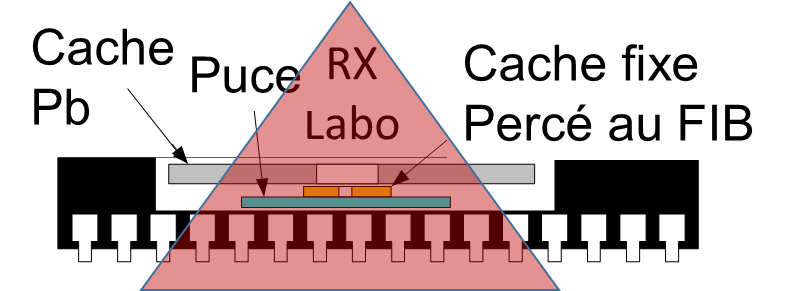 Cache
Pb
Puce
RX
Labo
Cache fixe
Percé au FIB